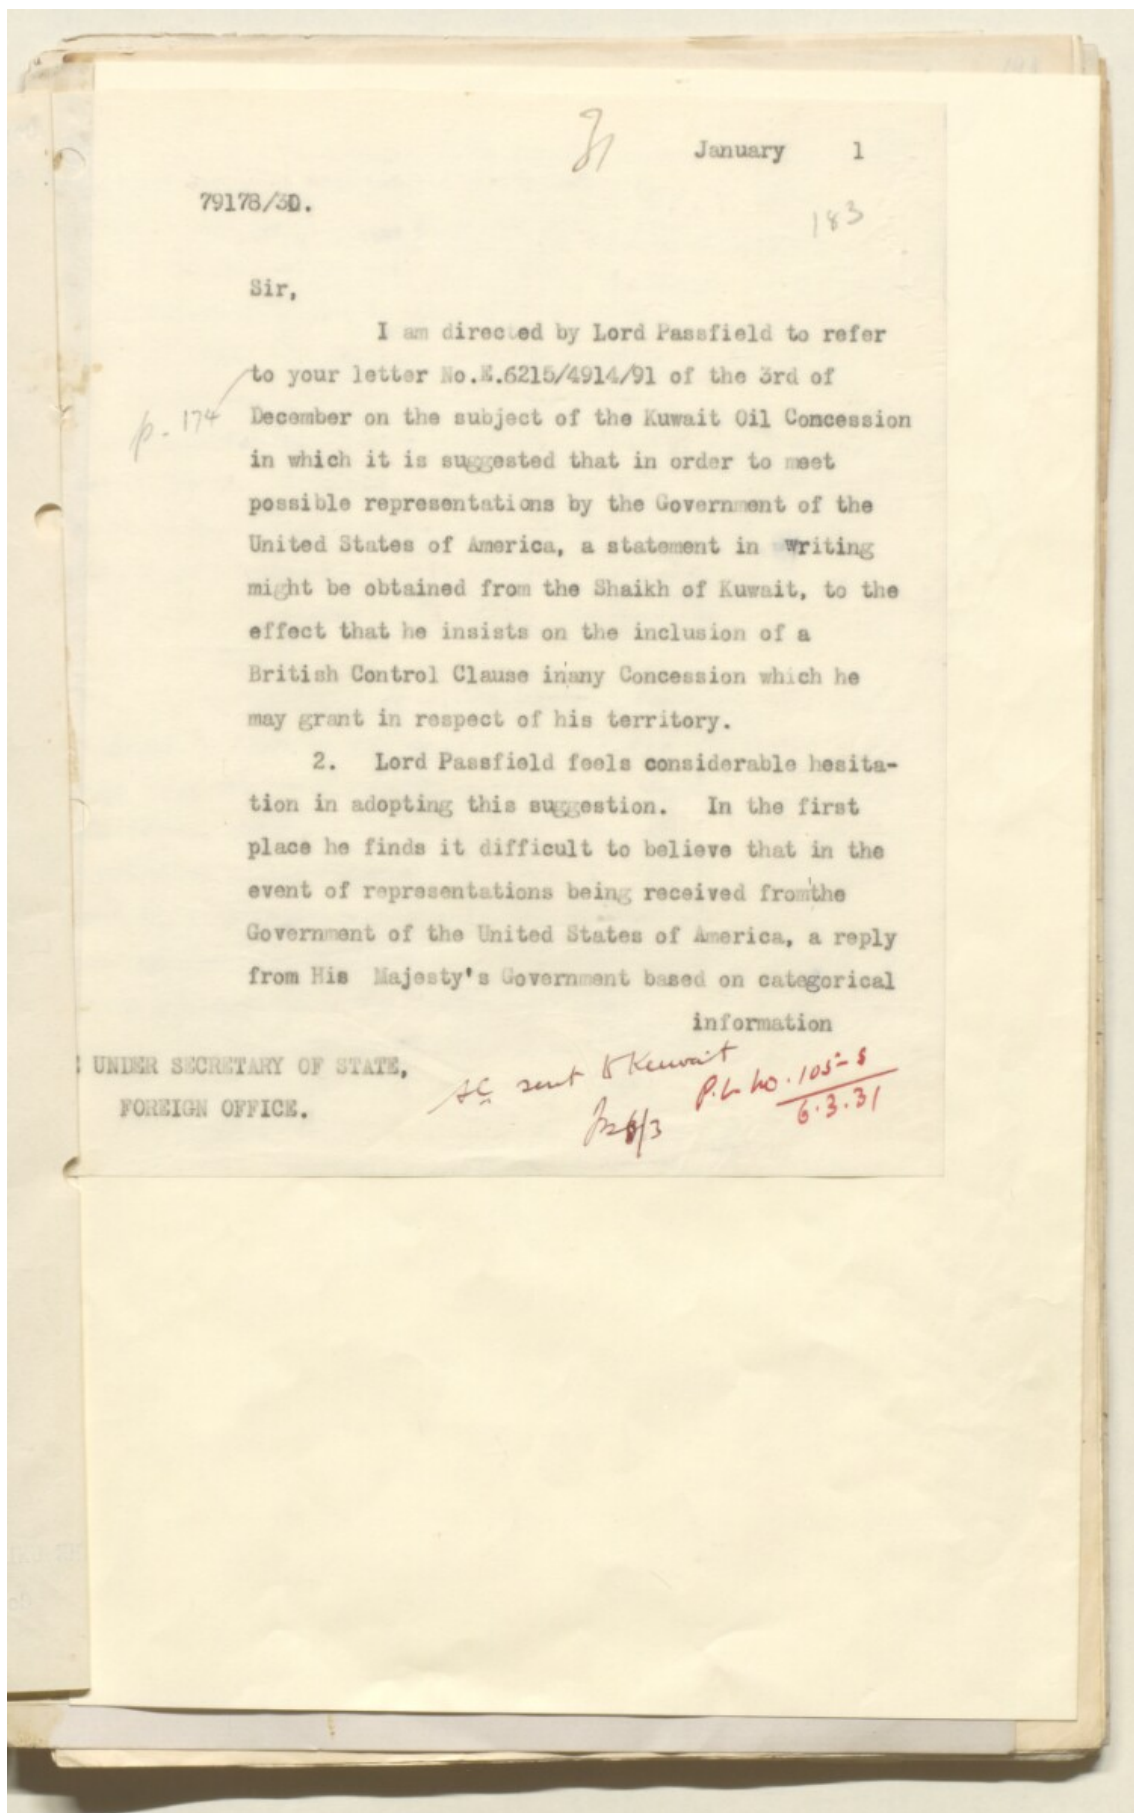 31
January 1
79178/30.
183
Sir,
I am directed by Lord Passfield to refer
to your letter No.E.6215/4914/91 of the 3rd of
p. 174
December on the subject of the Kuwait Oil Concession
in which it is suggested that in order to meet
possible representations by the Government of the
United States of America, a statement in writing
might be obtained from the Shaikh of Kuwait, to the
effect that he insists on the inclusion of a
British Control Clause in any Concession which he
may grant in respect of his territory.
2. Lord Passfield feels considerable hesita-
tion in adopting this suggestion. In the first
place he finds it difficult to believe that in the
event of representations being received from the
Government of the United States of America, a reply
from His Majesty's Government based on categorical
information
UNDER SECRETARY OF STATE,
FOREIGN OFFICE.
sent to Kuwait
P.L. No. 105-S
6.3.31